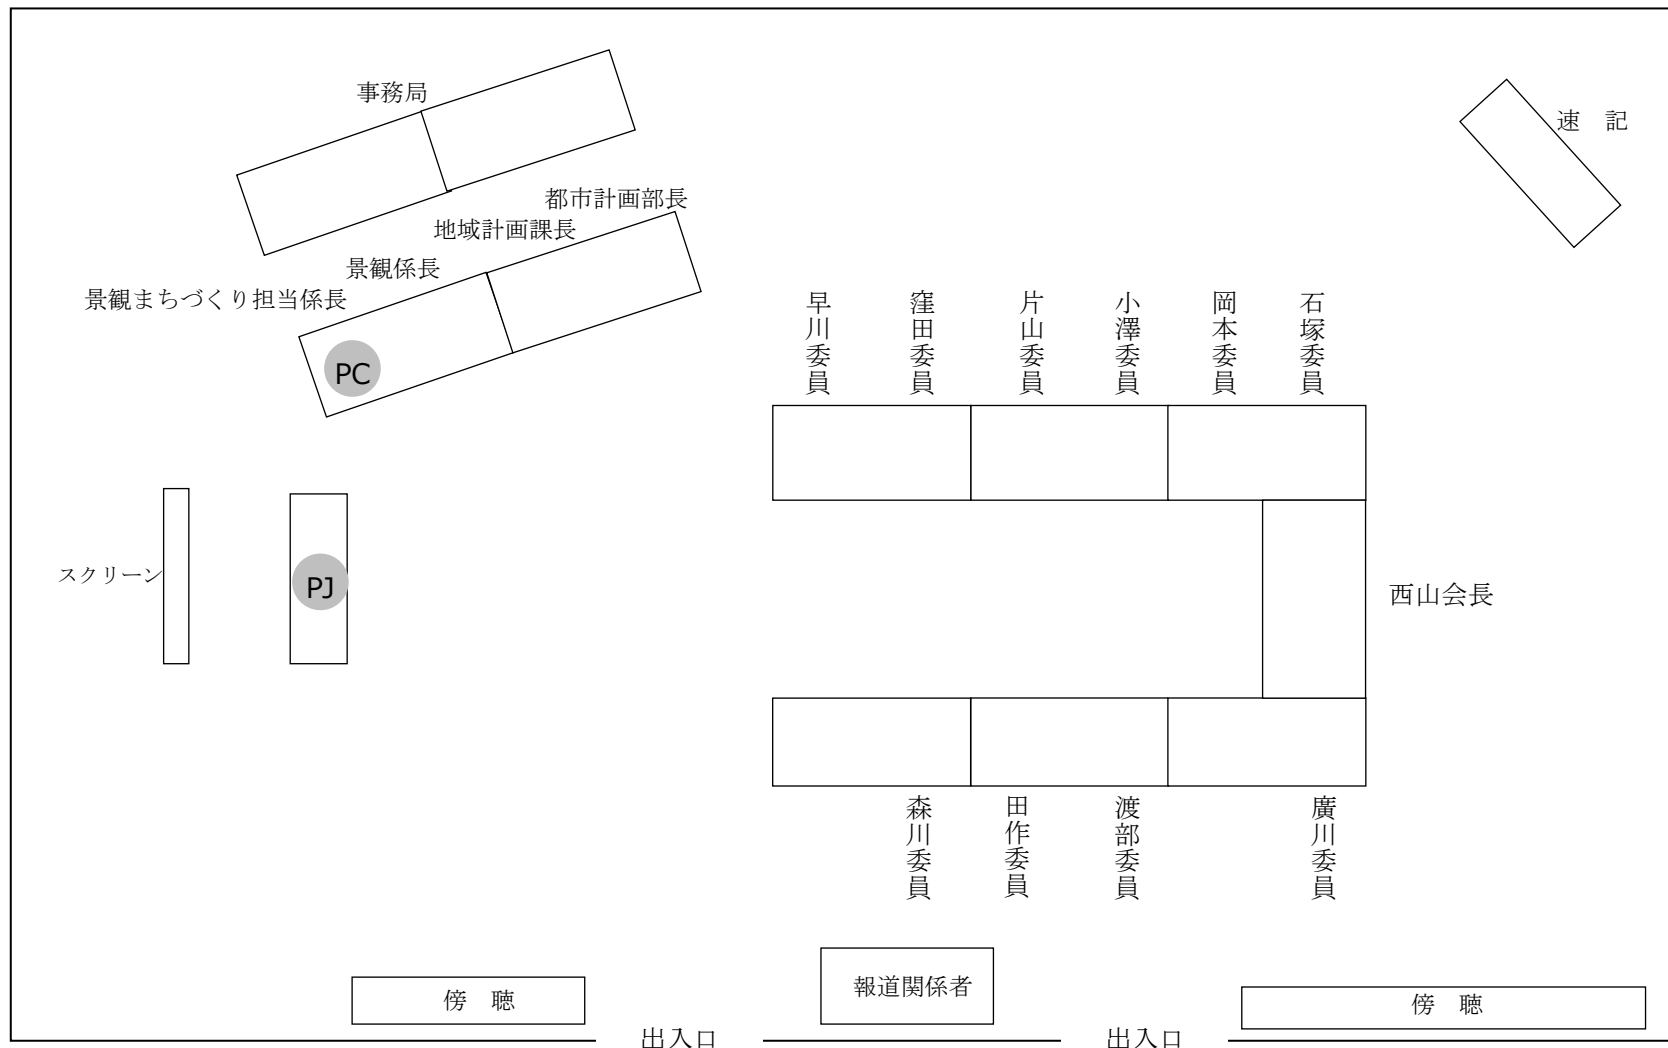 事務局
速 記
都市計画部長
地域計画課長
景観係長
景観まちづくり担当係長
PC
早川委員
窪田委員
片山委員
小澤委員
岡本委員
石塚委員
スクリーン
PJ
西山会長
森川委員
田作委員
渡部委員
廣川委員
報道関係者
傍 聴
傍 聴
出入口
出入口